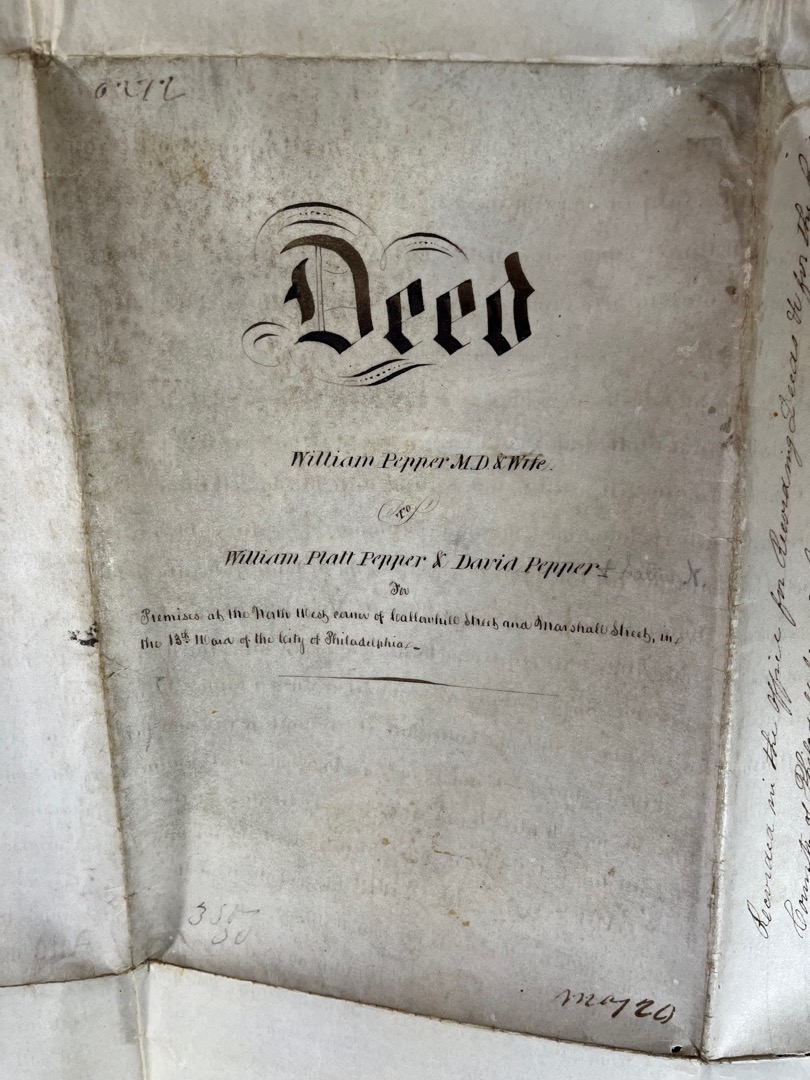 Deed
William Pepper M.D. & Wife.
To
William Platt Pepper & David Pepper
For
Premises at the North West corner of Callowhill Street and Marshall Street, in
the 13th Ward of the City of Philadelphia.
350
50
May 20
Recorded in the Office for Recording Deeds &c for the
County of